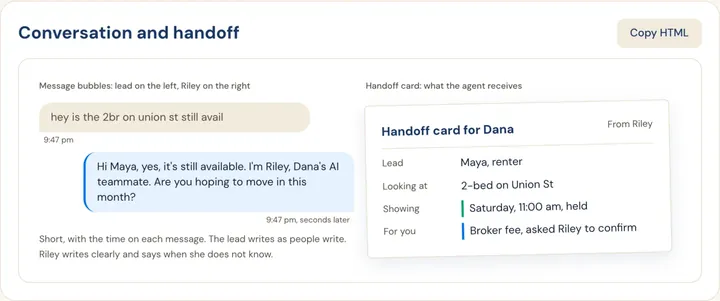 Conversation and handoff
Copy HTML
Message bubbles: lead on the left, Riley on the right
hey is the 2br on union st still avail
9:47 pm
Hi Maya, yes, it's still available. I'm Riley, Dana's AI
teammate. Are you hoping to move in this
month?
9:47 pm, seconds later
Short, with the time on each message. The lead writes as people write.
Riley writes clearly and says when she does not know.
Handoff card: what the agent receives
Handoff card for Dana
From Riley
Lead
Maya, renter
Looking at
2-bed on Union St
Showing
Saturday, 11:00 am, held
For you
Broker fee, asked Riley to confirm